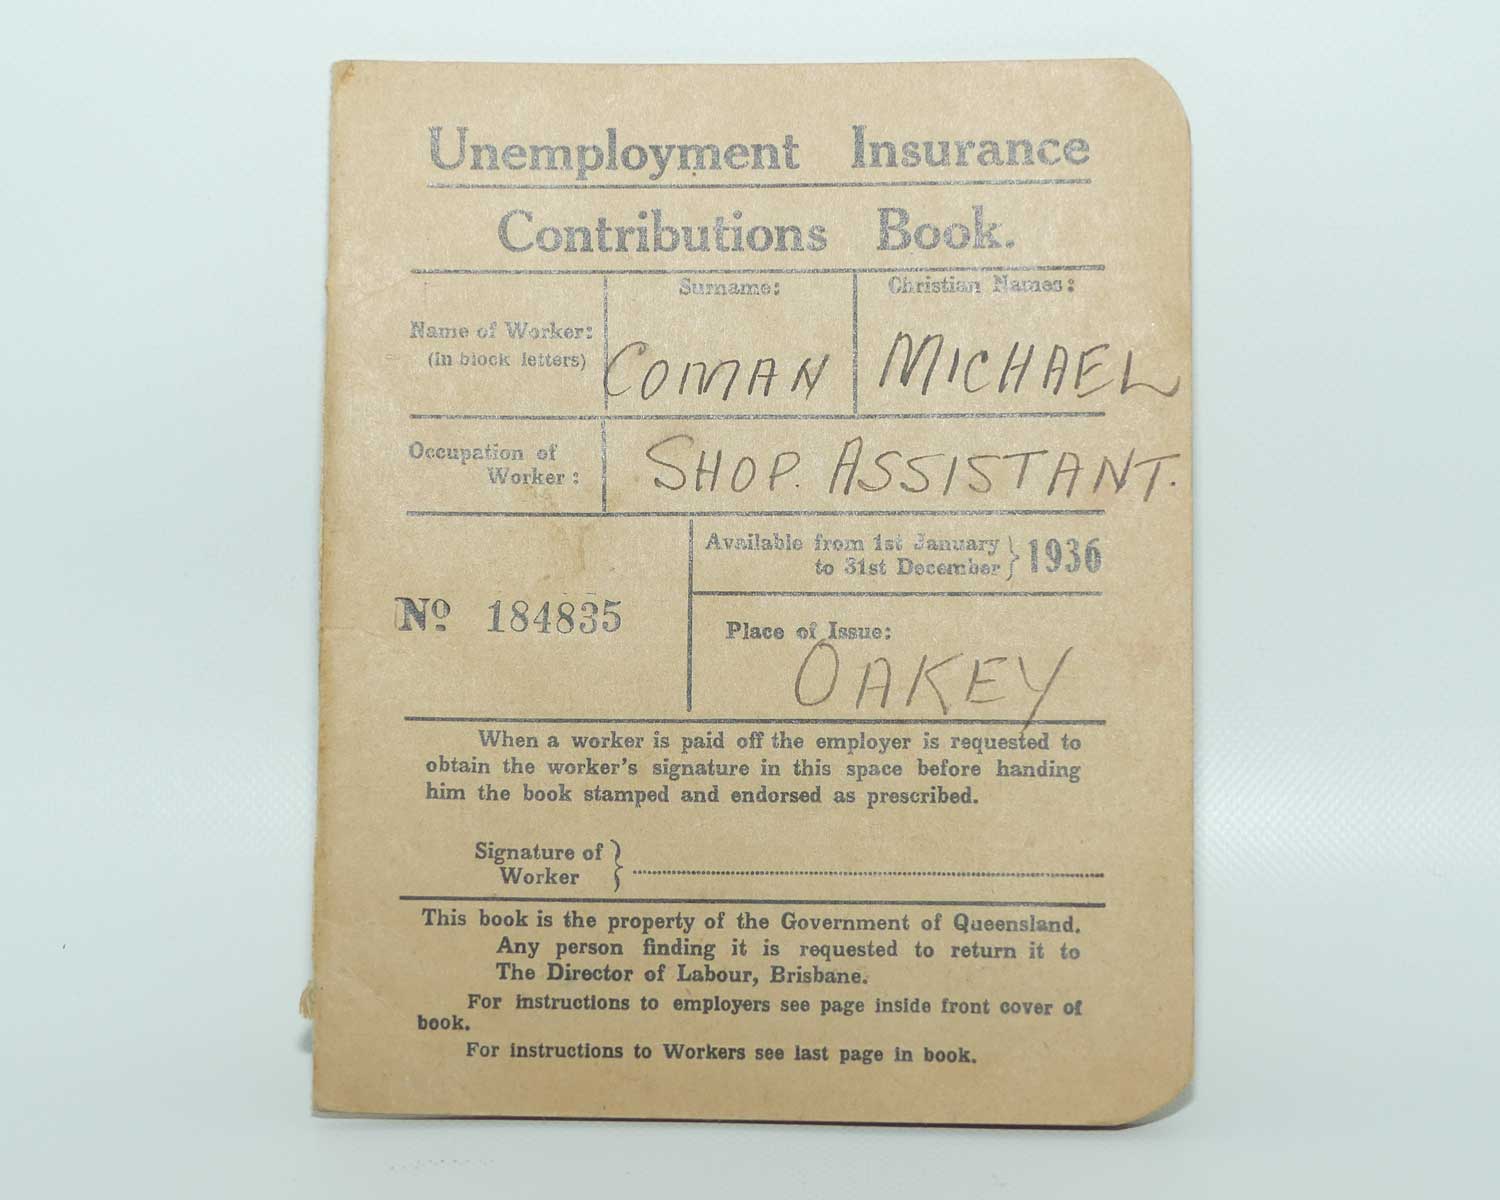 Unemployment Insurance
Contributions Book.
Surname: Christian Names:
Name of Worker:
(In block letters)
COMAN MICHAEL
Occupation of
Worker:
SHOP. ASSISTANT.
Available from 1st January
to 31st December } 1936
No. 184835
Place of Issue:
OAKEY
When a worker is paid off the employer is requested to
obtain the worker's signature in this space before handing
him the book stamped and endorsed as prescribed.
Signature of
Worker }
This book is the property of the Government of Queensland.
Any person finding it is requested to return it to
The Director of Labour, Brisbane.
For instructions to employers see page inside front cover of
book.
For instructions to Workers see last page in book.